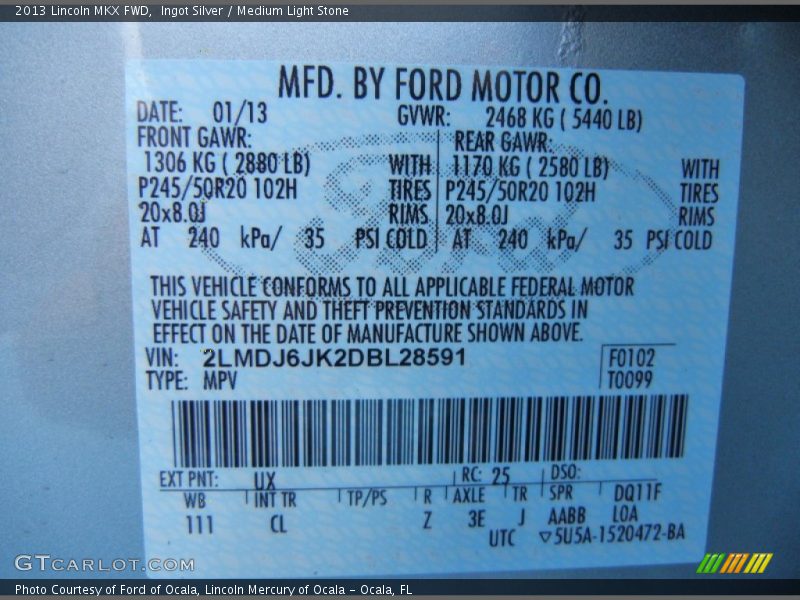 2013 Lincoln MKX FWD, Ingot Silver / Medium Light Stone
MFD. BY FORD MOTOR CO.
DATE: 01/13 GVWR: 2468 KG ( 5440 LB)
FRONT GAWR: REAR GAWR:
1306 KG ( 2880 LB) WITH 1170 KG ( 2580 LB) WITH
P245/50R20 102H TIRES P245/50R20 102H TIRES
20x8.0J RIMS 20x8.0J RIMS
AT 240 kPa/ 35 PSI COLD AT 240 kPa/ 35 PSI COLD
Ford
THIS VEHICLE CONFORMS TO ALL APPLICABLE FEDERAL MOTOR
VEHICLE SAFETY AND THEFT PREVENTION STANDARDS IN
EFFECT ON THE DATE OF MANUFACTURE SHOWN ABOVE.
VIN: 2LMDJ6JK2DBL28591 F0102
TYPE: MPV T0099
EXT PNT: UX RC: 25 DSO:
WB INT TR TP/PS R AXLE TR SPR DQ11F
111 CL Z 3E J AABB LOA
UTC ▽5U5A-1520472-BA
GTCARLOT.COM
Photo Courtesy of Ford of Ocala, Lincoln Mercury of Ocala – Ocala, FL